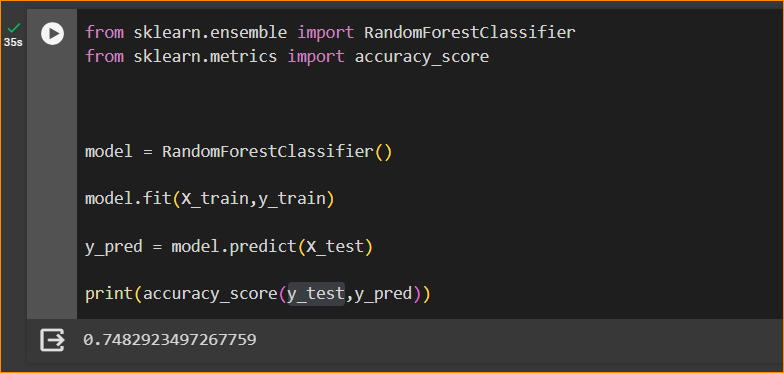 from sklearn.ensemble import RandomForestClassifier
35s
from sklearn.metrics import accuracy_score
model = RandomForestClassifier()
model.fit(X_train,y_train)
y_pred = model.predict(X_test)
print(accuracy_score(y_test,y_pred))
0.7482923497267759